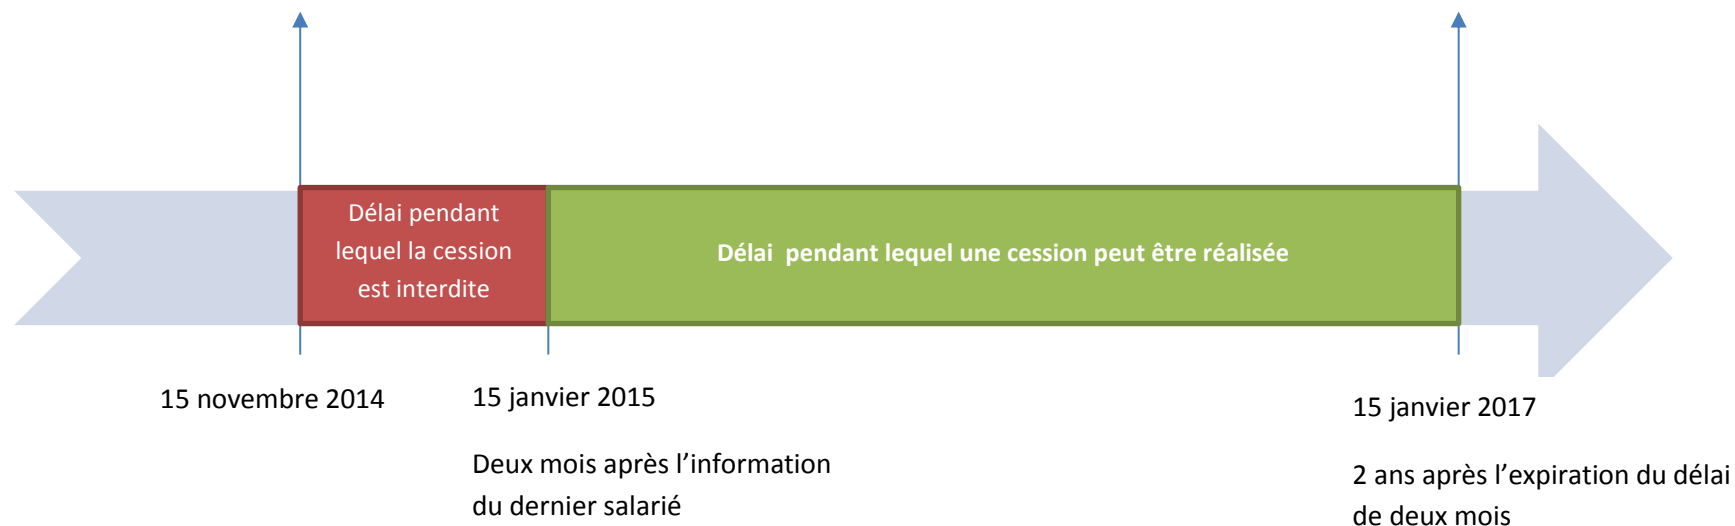 Délai pendant
lequel la cession
est interdite
Délai  pendant lequel une cession peut être réalisée
15 novembre 2014
15 janvier 2015
Deux mois après l’information
du dernier salarié
15 janvier 2017
2 ans après l’expiration du délai
de deux mois